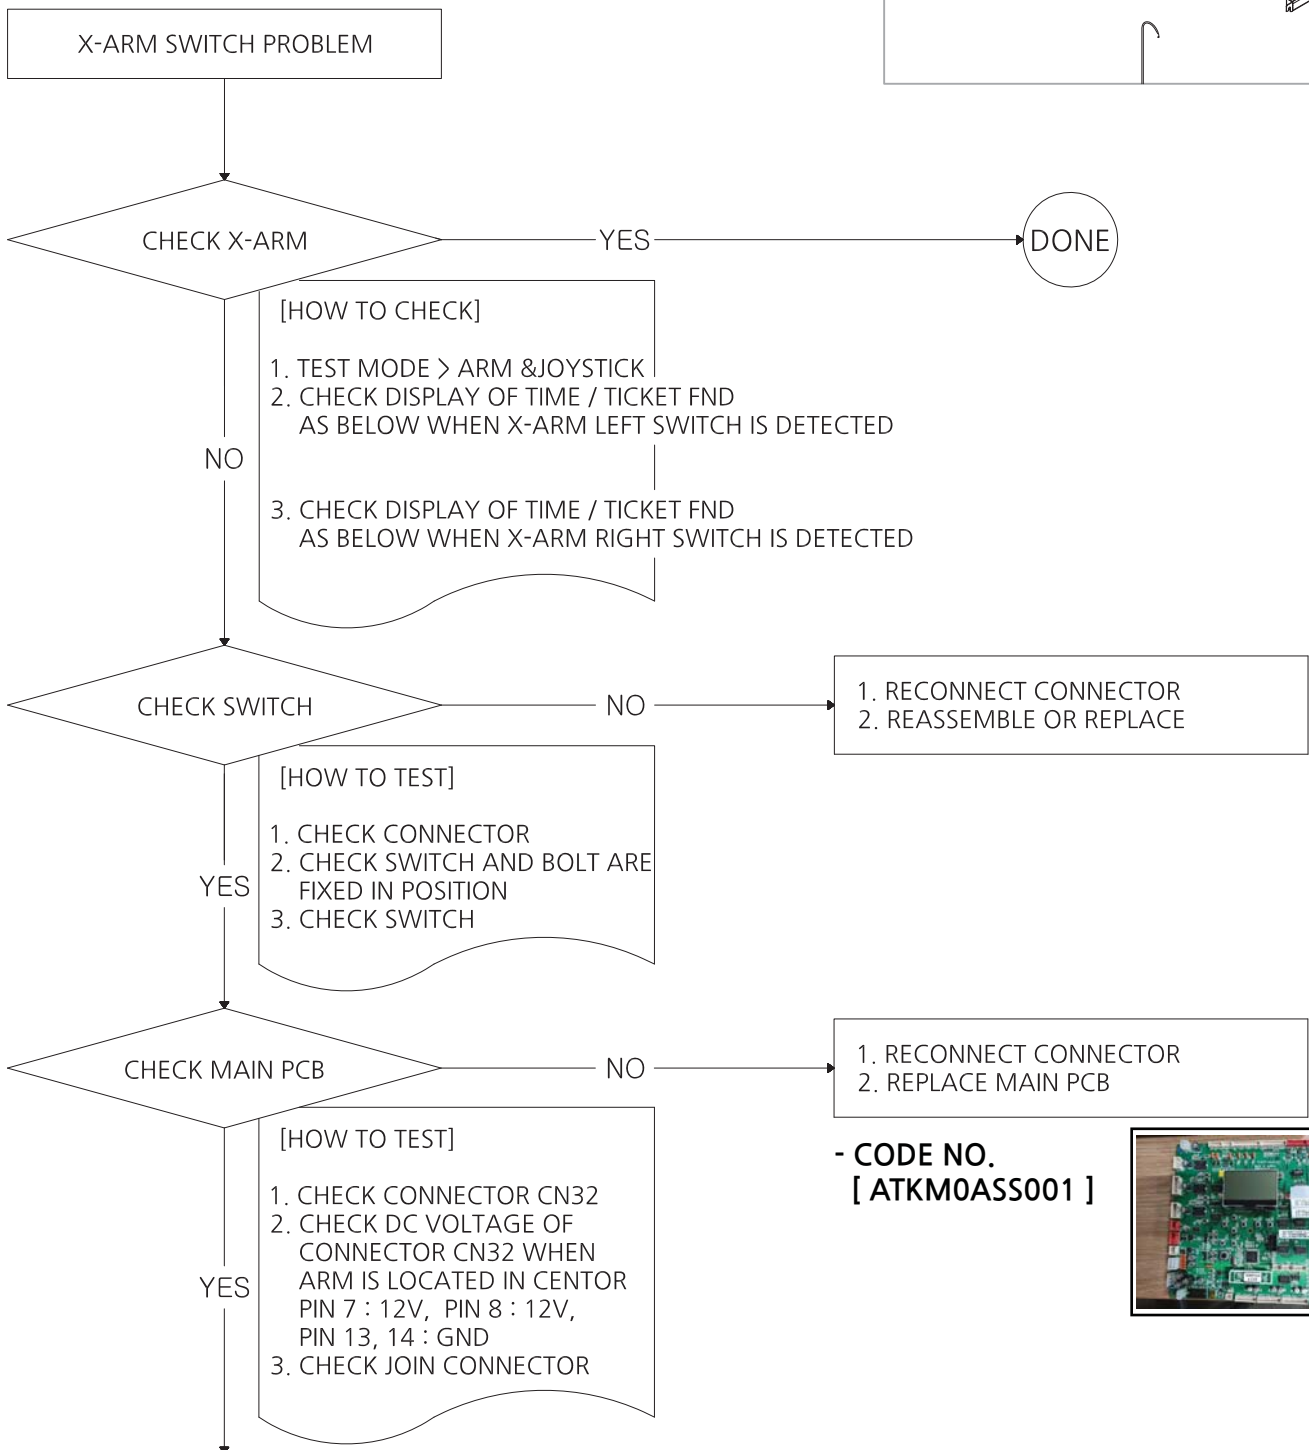 X-ARM SWITCH PROBLEM
CHECK X-ARM
YES
DONE
[HOW TO CHECK]
1. TEST MODE > ARM &JOYSTICK
2. CHECK DISPLAY OF TIME / TICKET FND
AS BELOW WHEN X-ARM LEFT SWITCH IS DETECTED
NO
3. CHECK DISPLAY OF TIME / TICKET FND
AS BELOW WHEN X-ARM RIGHT SWITCH IS DETECTED
CHECK SWITCH
NO
1. RECONNECT CONNECTOR
2. REASSEMBLE OR REPLACE
[HOW TO TEST]
1. CHECK CONNECTOR
2. CHECK SWITCH AND BOLT ARE
FIXED IN POSITION
3. CHECK SWITCH
YES
CHECK MAIN PCB
NO
1. RECONNECT CONNECTOR
2. REPLACE MAIN PCB
- CODE NO.
[ ATKM0ASS001 ]
[HOW TO TEST]
1. CHECK CONNECTOR CN32
2. CHECK DC VOLTAGE OF
CONNECTOR CN32 WHEN
ARM IS LOCATED IN CENTOR
PIN 7 : 12V, PIN 8 : 12V,
PIN 13, 14 : GND
3. CHECK JOIN CONNECTOR
YES